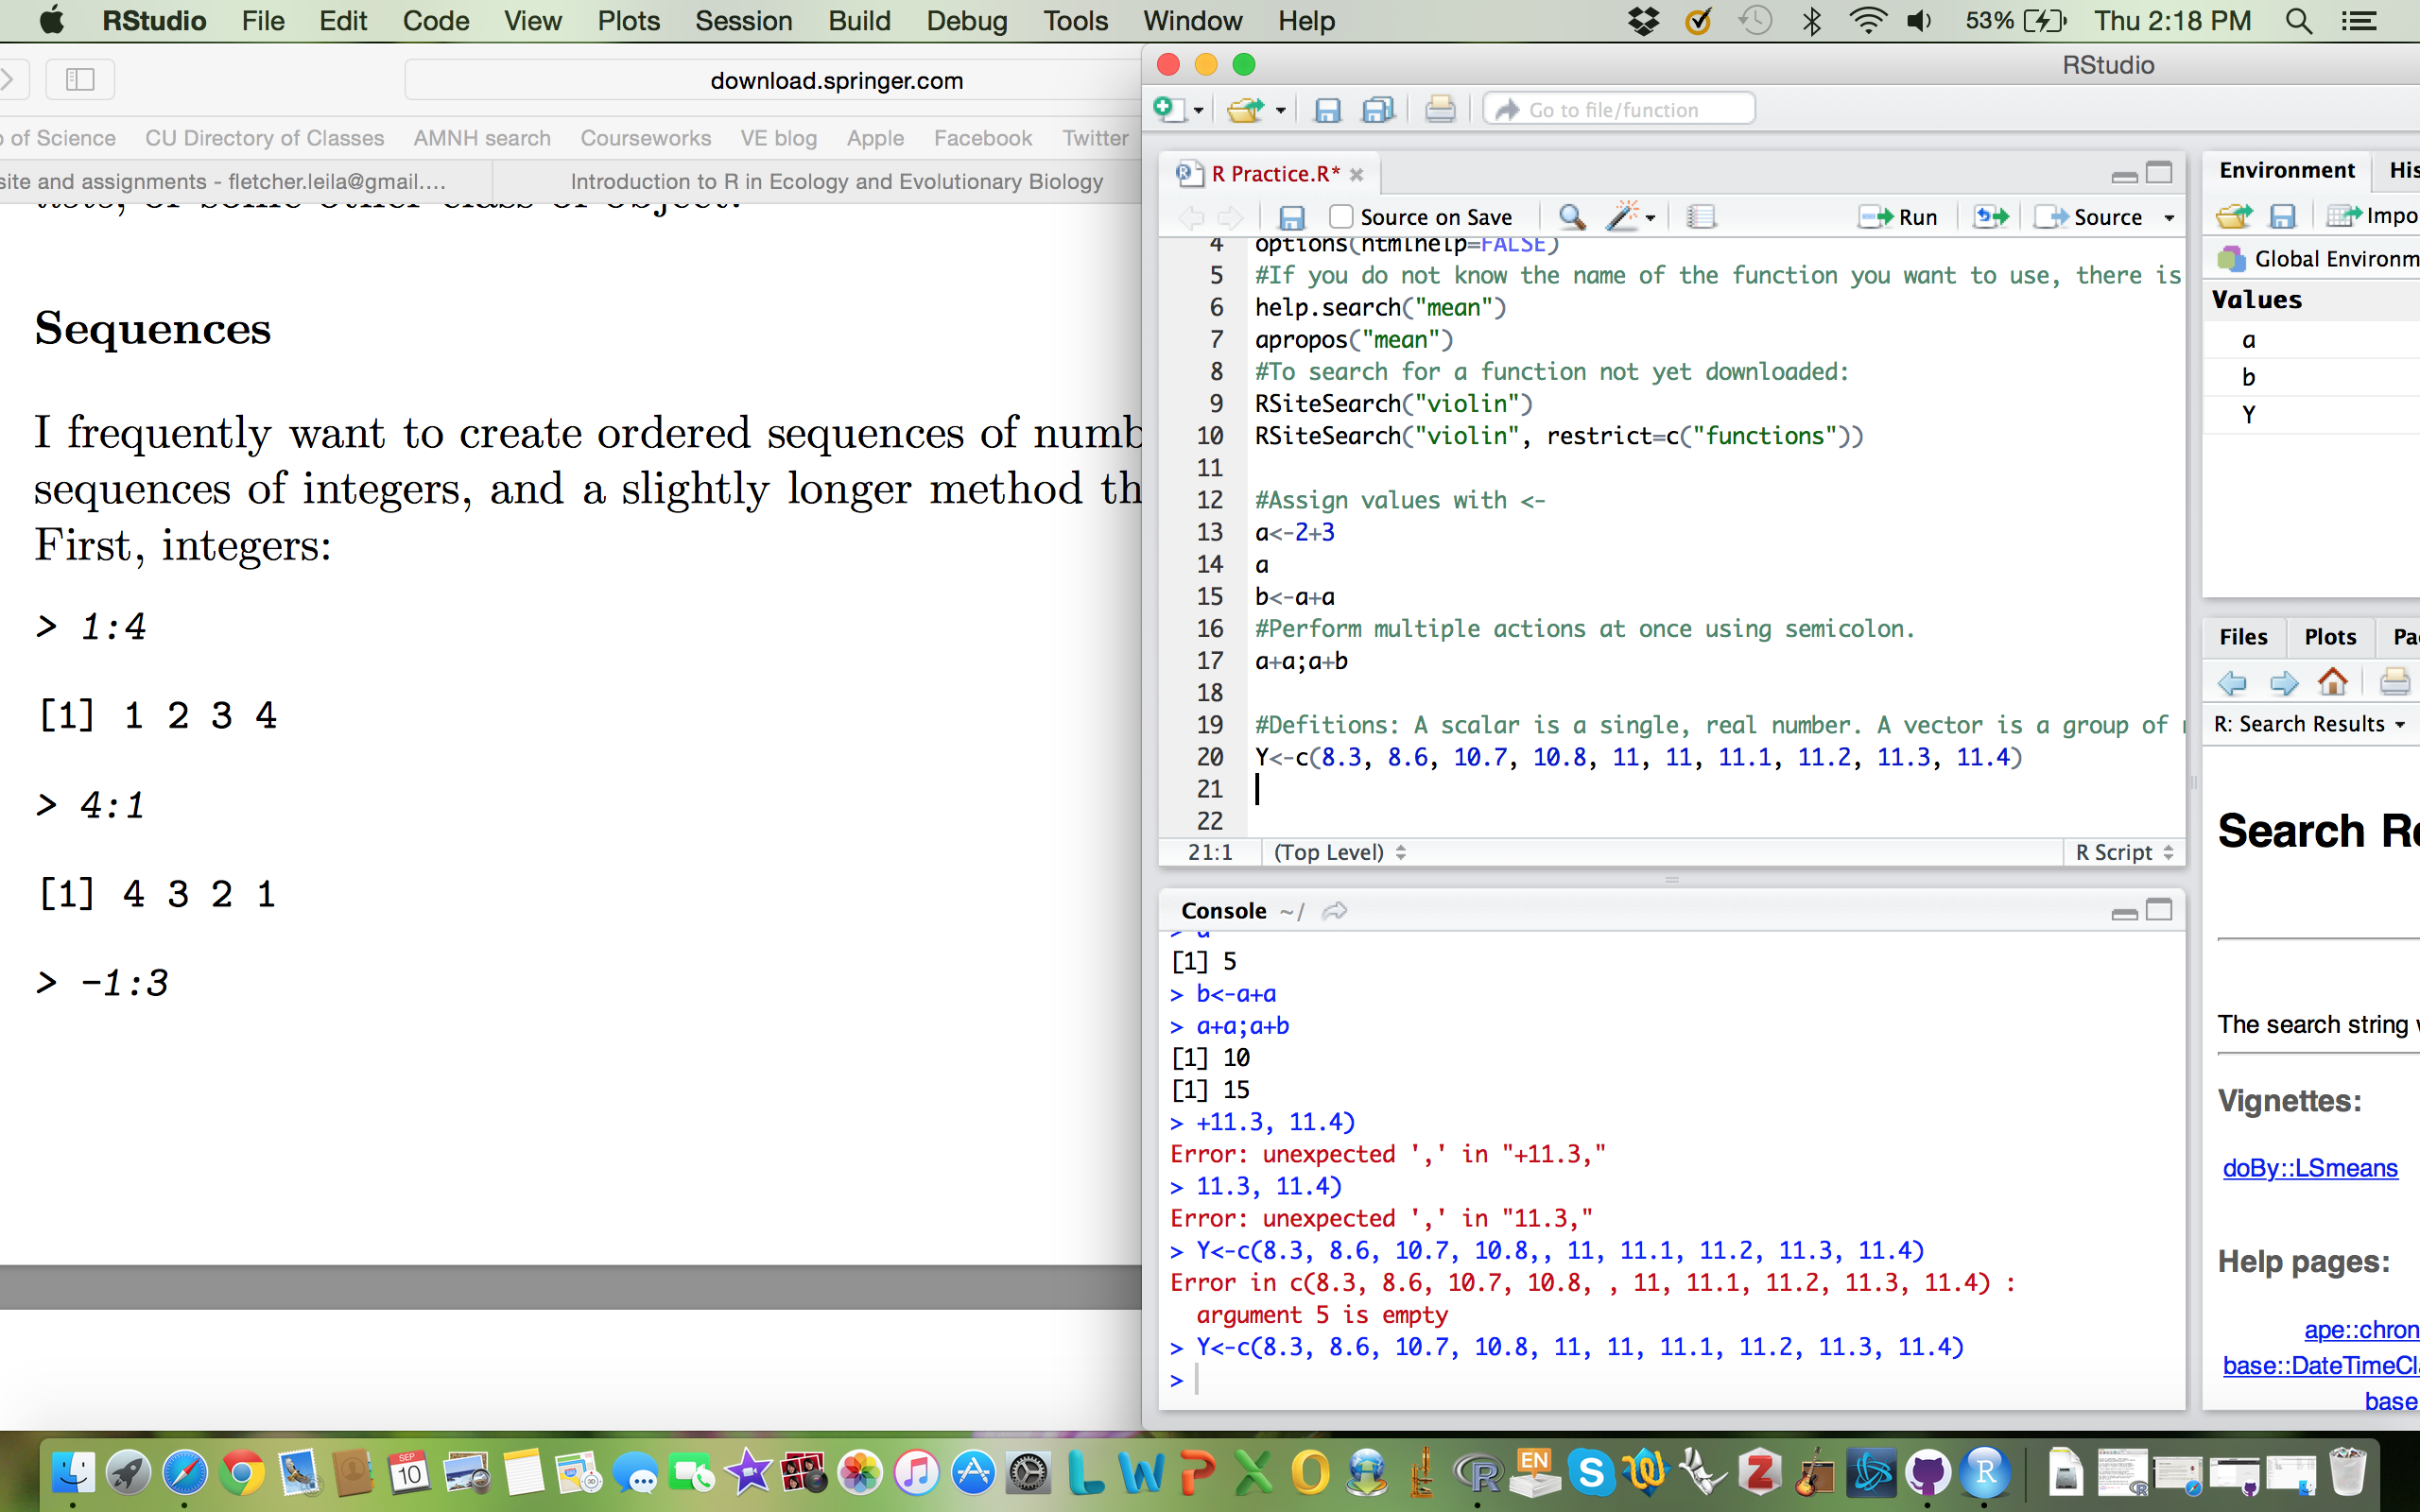 RStudio File Edit Code View Plots Session Build Debug Tools Window Help 53% Thu 2:18 PM
download.springer.com
of Science CU Directory of Classes AMNH search Courseworks VE blog Apple Facebook Twitter
site and assignments - fletcher.leila@gmail.... Introduction to R in Ecology and Evolutionary Biology
Sequences
I frequently want to create ordered sequences of numb
sequences of integers, and a slightly longer method th
First, integers:
> 1:4
[1] 1 2 3 4
> 4:1
[1] 4 3 2 1
> -1:3
RStudio
Go to file/function
R Practice.R*
Source on Save Run Source
4 options(htmlhelp=FALSE)
5 #If you do not know the name of the function you want to use, there is
6 help.search("mean")
7 apropos("mean")
8 #To search for a function not yet downloaded:
9 RSiteSearch("violin")
10 RSiteSearch("violin", restrict=c("functions"))
11
12 #Assign values with <-
13 a<-2+3
14 a
15 b<-a+a
16 #Perform multiple actions at once using semicolon.
17 a+a;a+b
18
19 #Defitions: A scalar is a single, real number. A vector is a group of
20 Y<-c(8.3, 8.6, 10.7, 10.8, 11, 11, 11.1, 11.2, 11.3, 11.4)
21
22
21:1 (Top Level) R Script
Console ~/
> a
[1] 5
> b<-a+a
> a+a;a+b
[1] 10
[1] 15
> +11.3, 11.4)
Error: unexpected ',' in "+11.3,"
> 11.3, 11.4)
Error: unexpected ',' in "11.3,"
> Y<-c(8.3, 8.6, 10.7, 10.8,, 11, 11.1, 11.2, 11.3, 11.4)
Error in c(8.3, 8.6, 10.7, 10.8, , 11, 11.1, 11.2, 11.3, 11.4) :
argument 5 is empty
> Y<-c(8.3, 8.6, 10.7, 10.8, 11, 11, 11.1, 11.2, 11.3, 11.4)
>
Environment His
Impo
Global Environm
Values
a
b
Y
Files Plots Pa
R: Search Results
Search Re
The search string
Vignettes:
doBy::LSmeans
Help pages:
ape::chron
base::DateTimeCla
base
SEP
10
EN